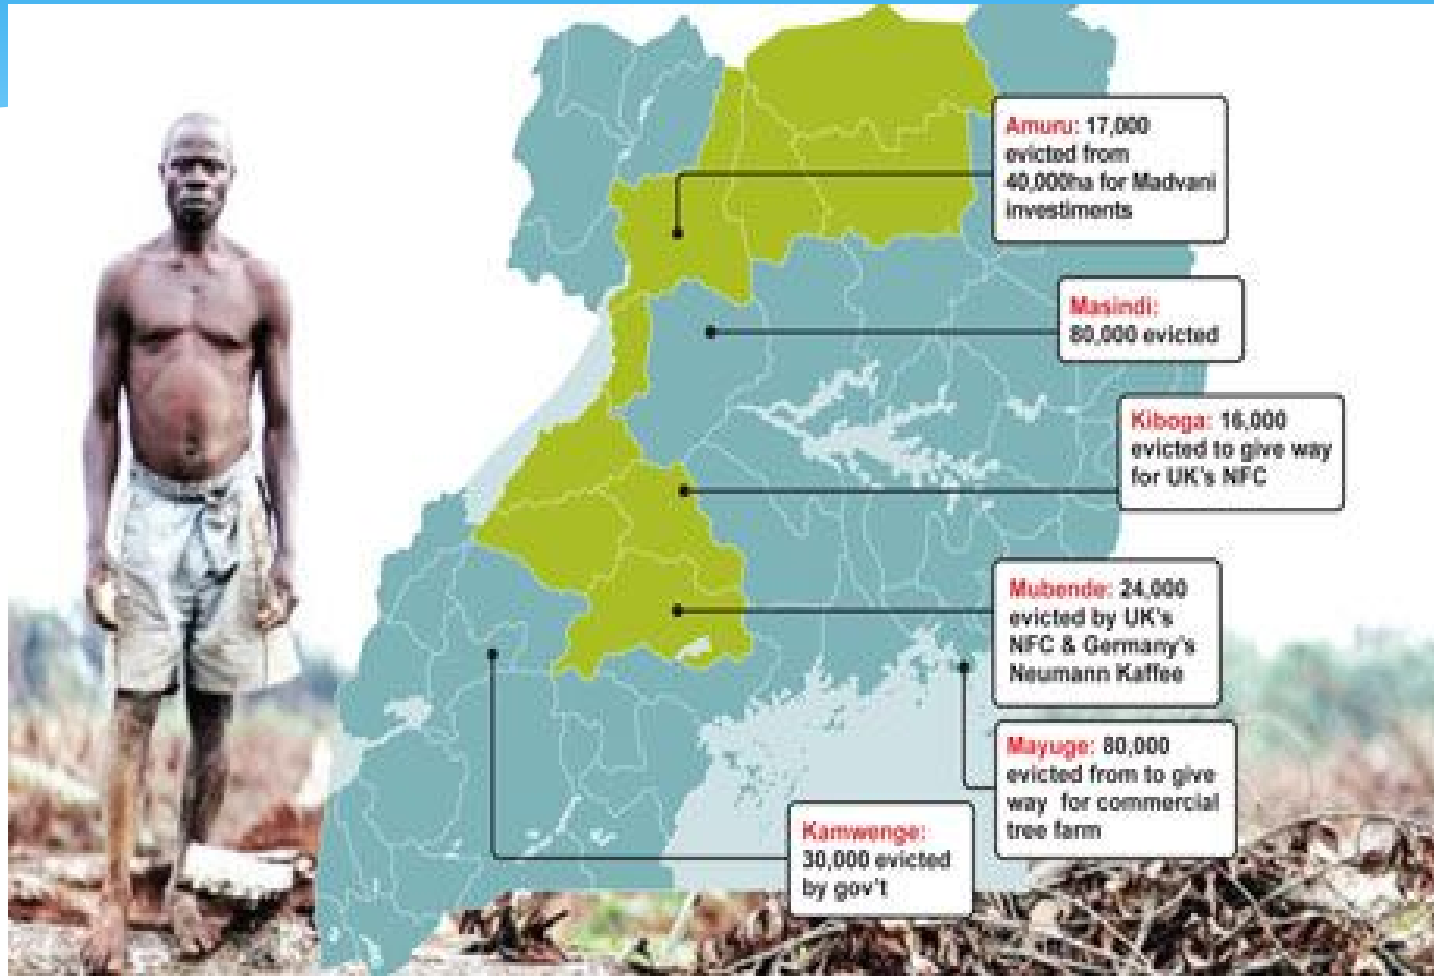 Amuru: 17,000
evicted from
40,000ha for Madvani
investiments
Masindi:
80,000 evicted
Kiboga: 16,000
evicted to give way
for UK's NFC
Mubende: 24,000
evicted by UK's
NFC & Germany's
Neumann Kaffee
Mayuge: 80,000
evicted from to give
way for commercial
tree farm
Kamwenge:
30,000 evicted
by gov't